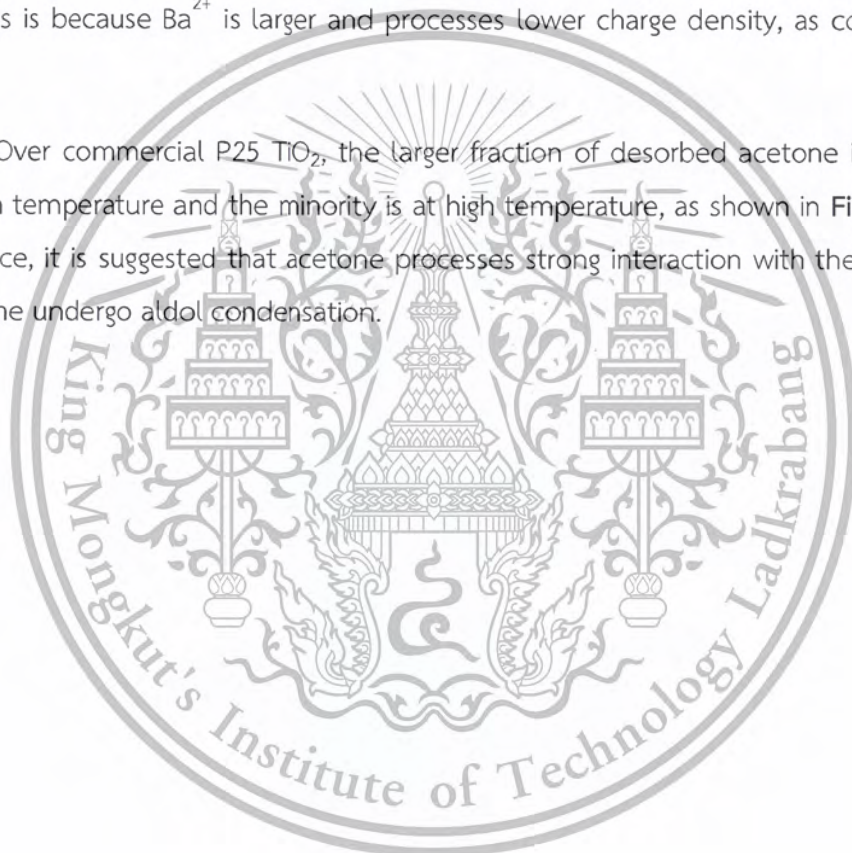 s is because Ba²⁺ is larger and processes lower charge density, as co
Over commercial P25 TiO₂, the larger fraction of desorbed acetone i
n temperature and the minority is at high temperature, as shown in Fi
ce, it is suggested that acetone processes strong interaction with the
ne undergo aldol condensation.
King Mongkut's Institute of Technology Ladkrabang